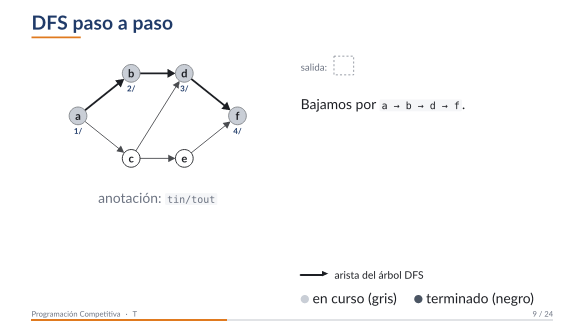 DFS paso a paso
b
d
2/
3/
a
f
1/
4/
c
e
anotación: tin/tout
salida:
Bajamos por a → b → d → f.
arista del árbol DFS
en curso (gris) terminado (negro)
Programación Competitiva · T
9 / 24